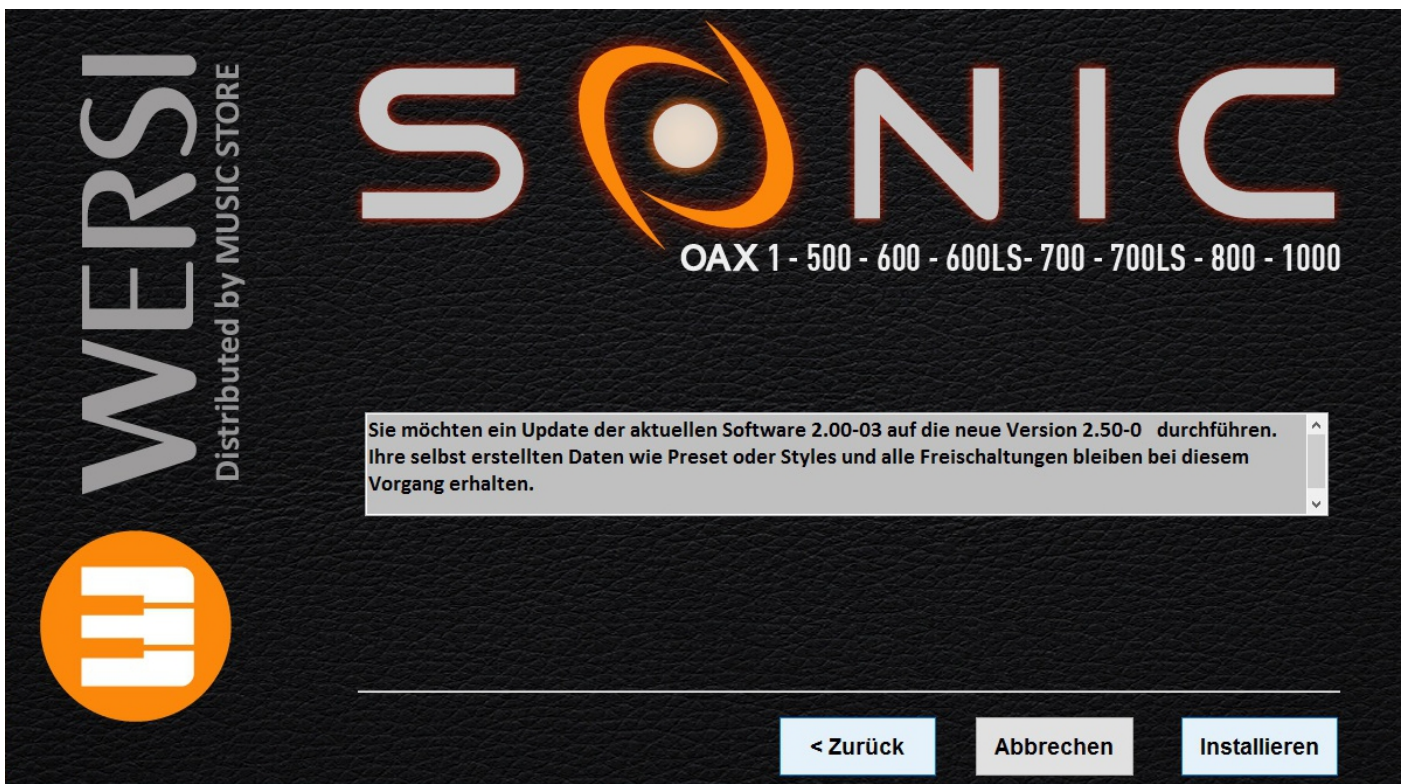 WERSI
Distributed by MUSIC STORE
SONIC
OAX 1 - 500 - 600 - 600LS- 700 - 700LS - 800 - 1000
Sie möchten ein Update der aktuellen Software 2.00-03 auf die neue Version 2.50-0 durchführen.
Ihre selbst erstellten Daten wie Preset oder Styles und alle Freischaltungen bleiben bei diesem
Vorgang erhalten.
< Zurück
Abbrechen
Installieren